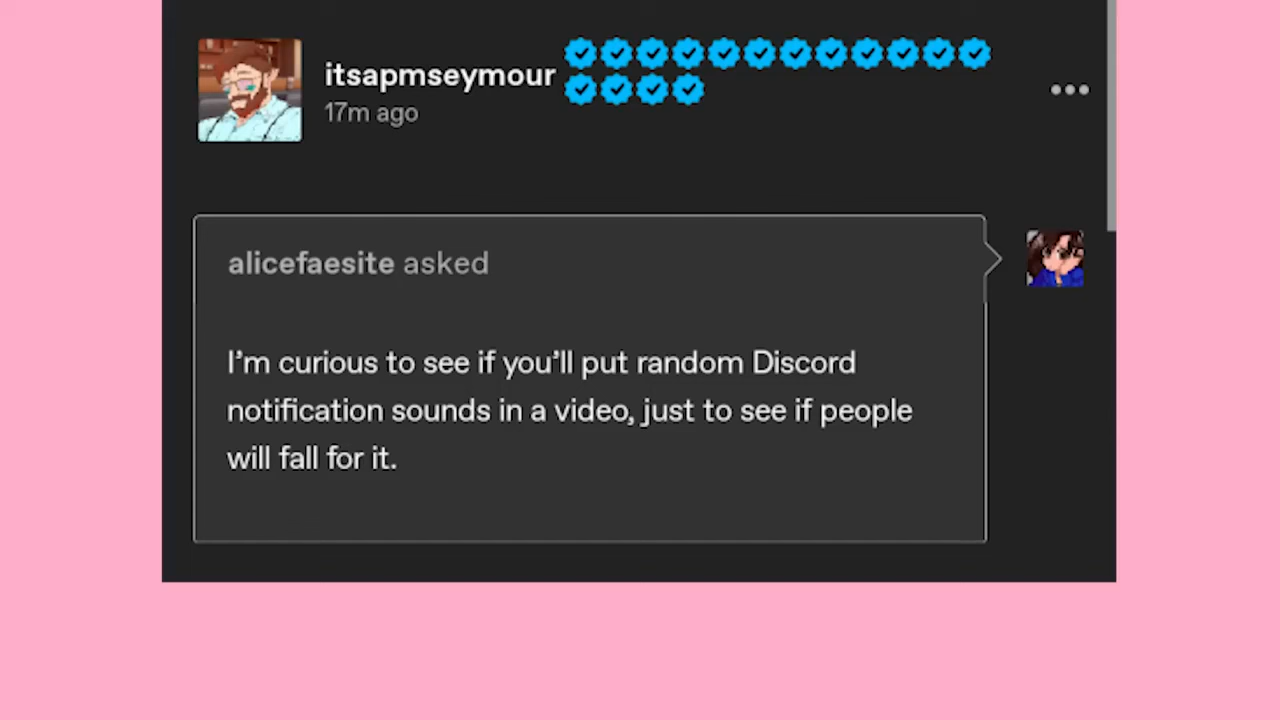 itsapmseymour
17m ago
alicefaesite asked
I'm curious to see if you'll put random Discord
notification sounds in a video, just to see if people
will fall for it.